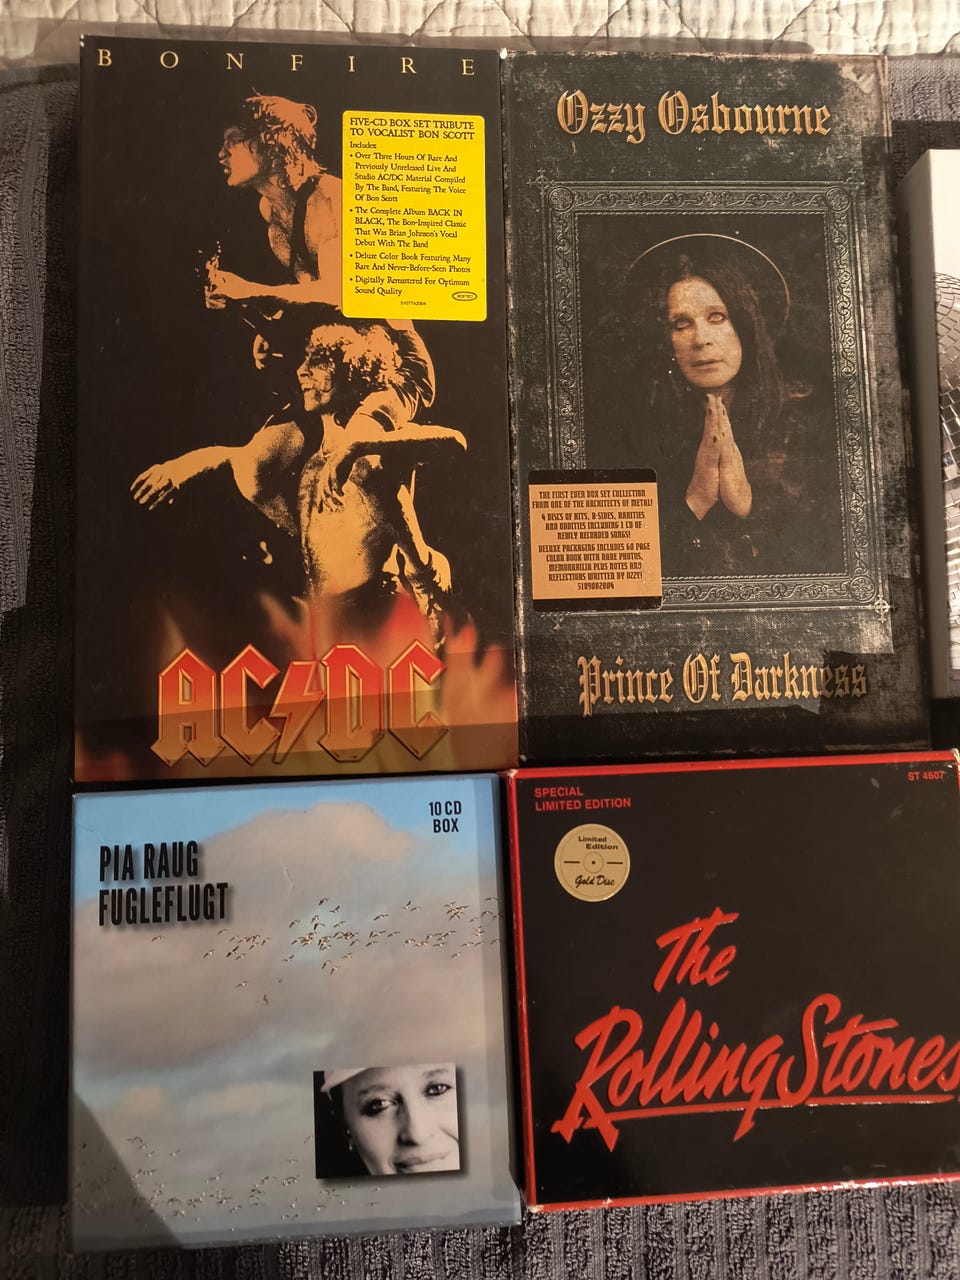 BONFIRE
FIVE-CD BOX SET TRIBUTE
TO VOCALIST BON SCOTT
Includes:
• Over Three Hours Of Rare And
Previously Unreleased Live And
Studio AC/DC Material Compiled
By The Band, Featuring The Voice
Of Bon Scott
• The Complete Album BACK IN
BLACK, The Bon-Inspired Classic
That Was Brian Johnson's Vocal
Debut With The Band
• Deluxe Color Book Featuring Many
Rare And Never-Before-Seen Photos
• Digitally Remastered For Optimum
Sound Quality
AC/DC
Ozzy Osbourne
THE FIRST EVER BOX SET COLLECTION
FROM ONE OF THE ARCHITECTS OF METAL!
4 DISCS OF HITS, B-SIDES, RARITIES
AND ODDITIES INCLUDING 1 CD OF
NEWLY RECORDED SONGS!
DELUXE PACKAGING INCLUDES 60 PAGE
COLOR BOOK WITH RARE PHOTOS,
MEMORABILIA PLUS NOTES AND
REFLECTIONS WRITTEN BY OZZY!
Prince Of Darkness
10 CD
BOX
PIA RAUG
FUGLEFLUGT
SPECIAL
LIMITED EDITION
ST 4607
Limited
Edition
Gold Disc
The
Rolling Stones